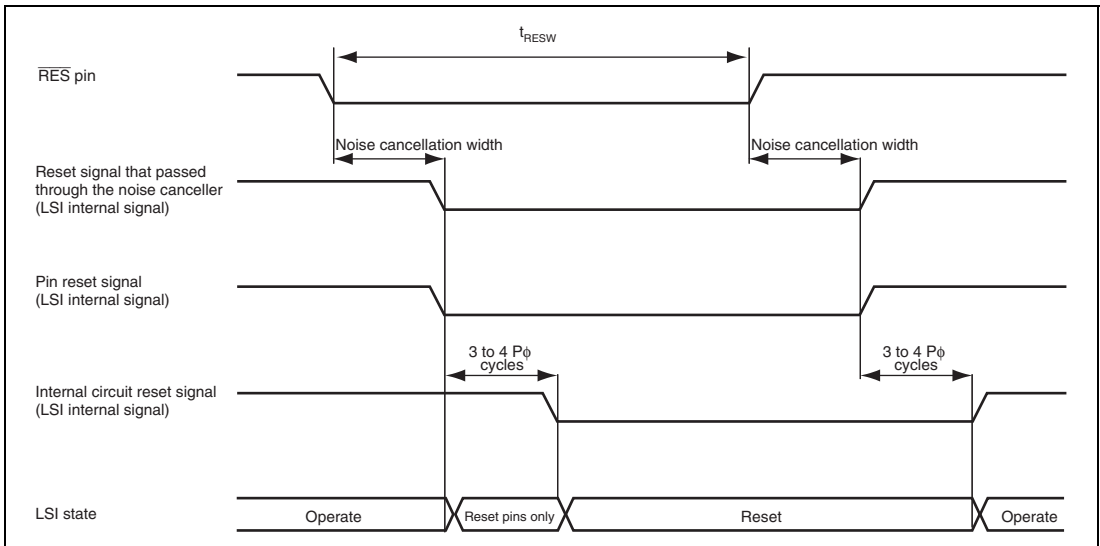 tRESW
RES pin
Noise cancellation width
Noise cancellation width
Reset signal that passed
through the noise canceller
(LSI internal signal)
Pin reset signal
(LSI internal signal)
3 to 4 Pϕ
cycles
3 to 4 Pϕ
cycles
Internal circuit reset signal
(LSI internal signal)
LSI state
Operate
Reset pins only
Reset
Operate